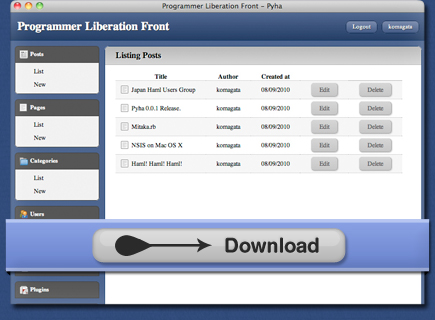 Programmer Liberation Front - Pyha
Programmer Liberation Front
Logout
komagata
Posts
List
New
Pages
List
New
Categories
List
New
Users
Plugins
Listing Posts
Title Author Created at
Japan Haml Users Group komagata 08/09/2010 Edit Delete
Pyha 0.0.1 Release. komagata 08/09/2010 Edit Delete
Mitaka.rb komagata 08/09/2010 Edit Delete
NSIS on Mac OS X komagata 08/09/2010 Edit Delete
Haml! Haml! Haml! komagata 08/09/2010 Edit Delete
Download